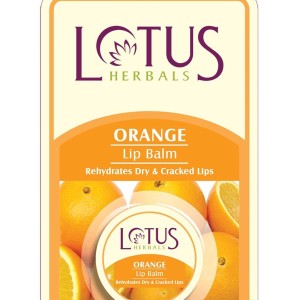 LOTUS
HERBALS
ORANGE
Lip Balm
Rehydrates Dry & Cracked Lips
LOTUS
HERBALS
ORANGE
Lip Balm
Rehydrates Dry & Cracked Lips